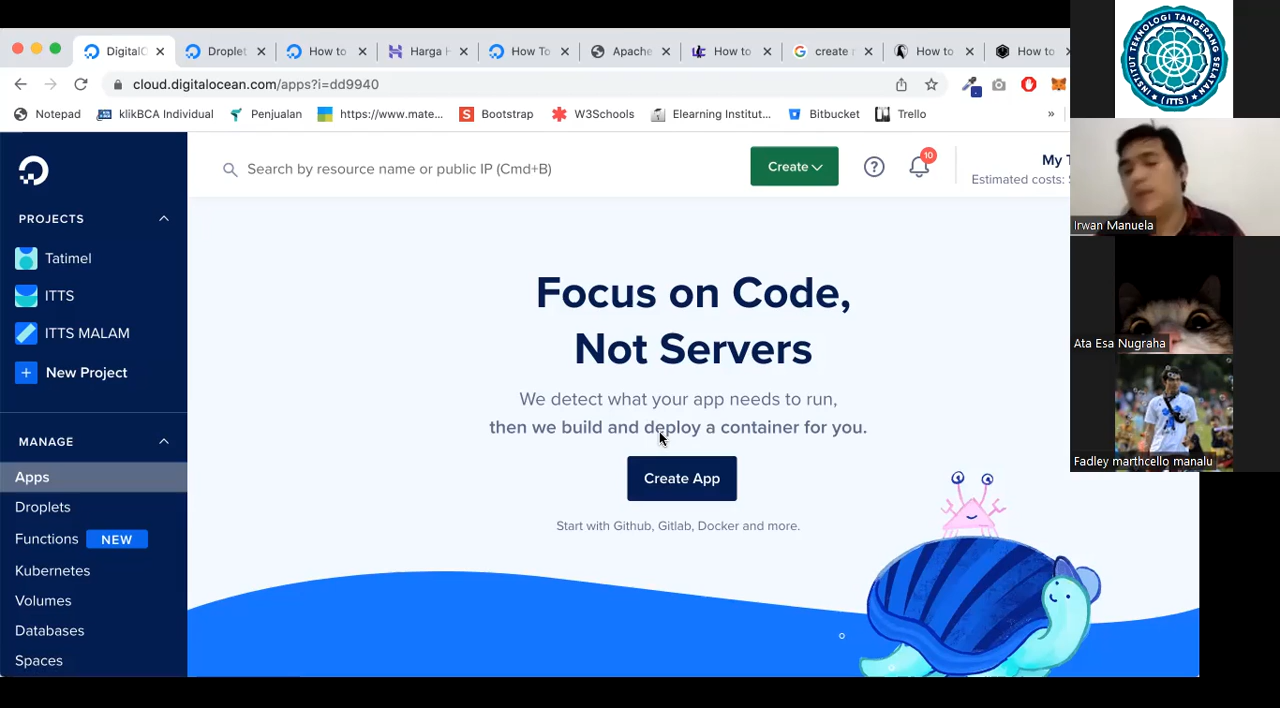 DigitalO
Droplet
How to
Harga H
How To
Apache
How to
create r
How to
How to
cloud.digitalocean.com/apps?i=dd9940
Notepad
klikBCA Individual
Penjualan
https://www.mate...
Bootstrap
W3Schools
Elearning Institut...
Bitbucket
Trello
»
Search by resource name or public IP (Cmd+B)
Create
?
10
My T
Estimated costs:
PROJECTS
Tatimel
ITTS
ITTS MALAM
+ New Project
MANAGE
Apps
Droplets
Functions NEW
Kubernetes
Volumes
Databases
Spaces
Focus on Code,
Not Servers
We detect what your app needs to run,
then we build and deploy a container for you.
Create App
Start with Github, Gitlab, Docker and more.
INSTITUT TEKNOLOGI TANGERANG SELATAN
(ITTS)
Irwan Manuela
Ata Esa Nugraha
Fadley marthcello manalu